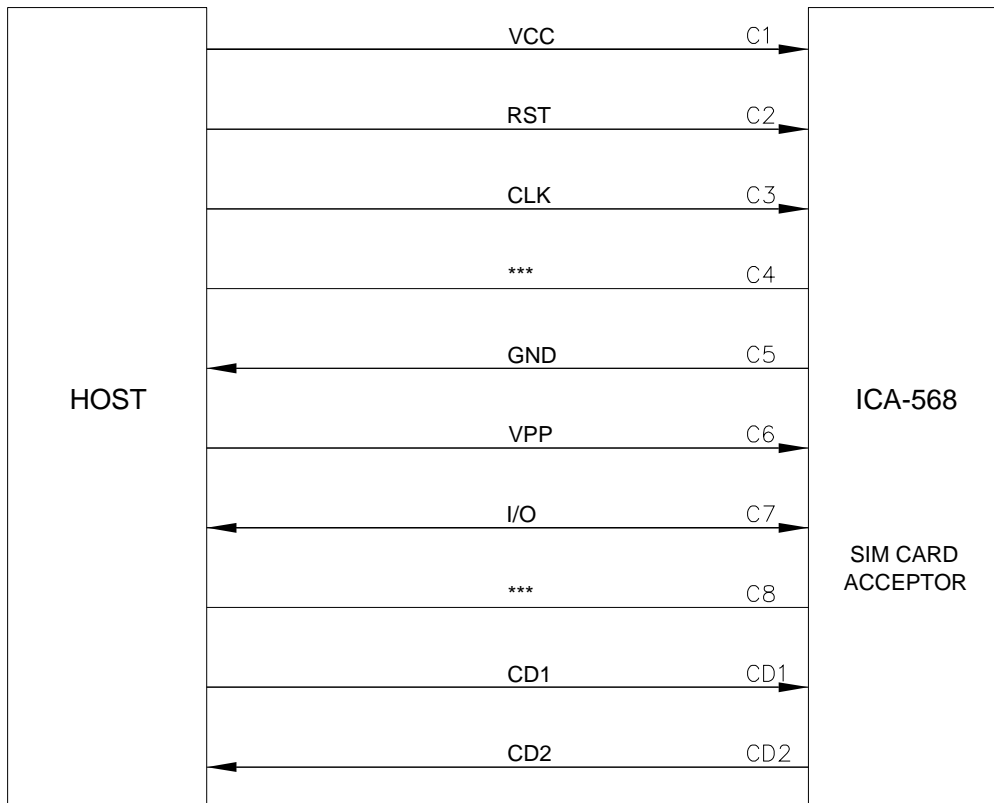 VCC C1
RST C2
CLK C3
*** C4
GND C5
HOST
ICA-568
VPP C6
I/O C7
SIM CARD
ACCEPTOR
*** C8
CD1 CD1
CD2 CD2